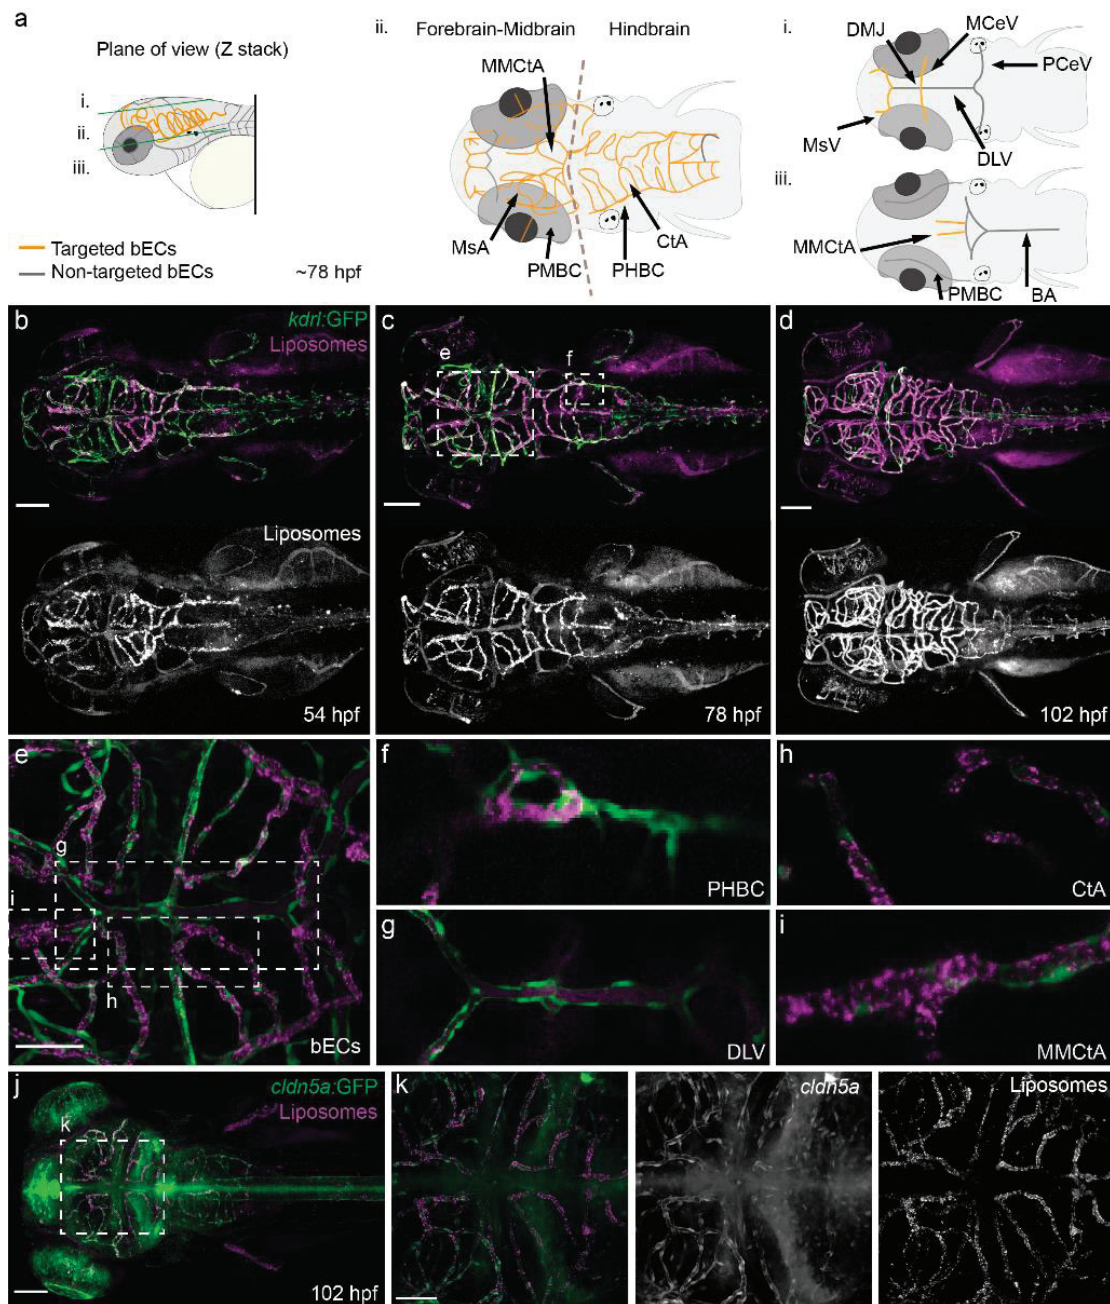 a
Plane of view (Z stack)
i.
ii.
iii.
Targeted bECs
Non-targeted bECs
~78 hpf
ii.
Forebrain-Midbrain
Hindbrain
MMCtA
MsA
PMBC
PHBC
CtA
i.
DMJ
MCeV
PCeV
MsV
DLV
iii.
MMCtA
PMBC
BA
b
kdrl:GFP
Liposomes
Liposomes
54 hpf
c
e
f
78 hpf
d
102 hpf
e
g
i
h
bECs
f
PHBC
h
CtA
g
DLV
i
MMCtA
j
cldn5a:GFP
Liposomes
k
102 hpf
k
cldn5a
Liposomes